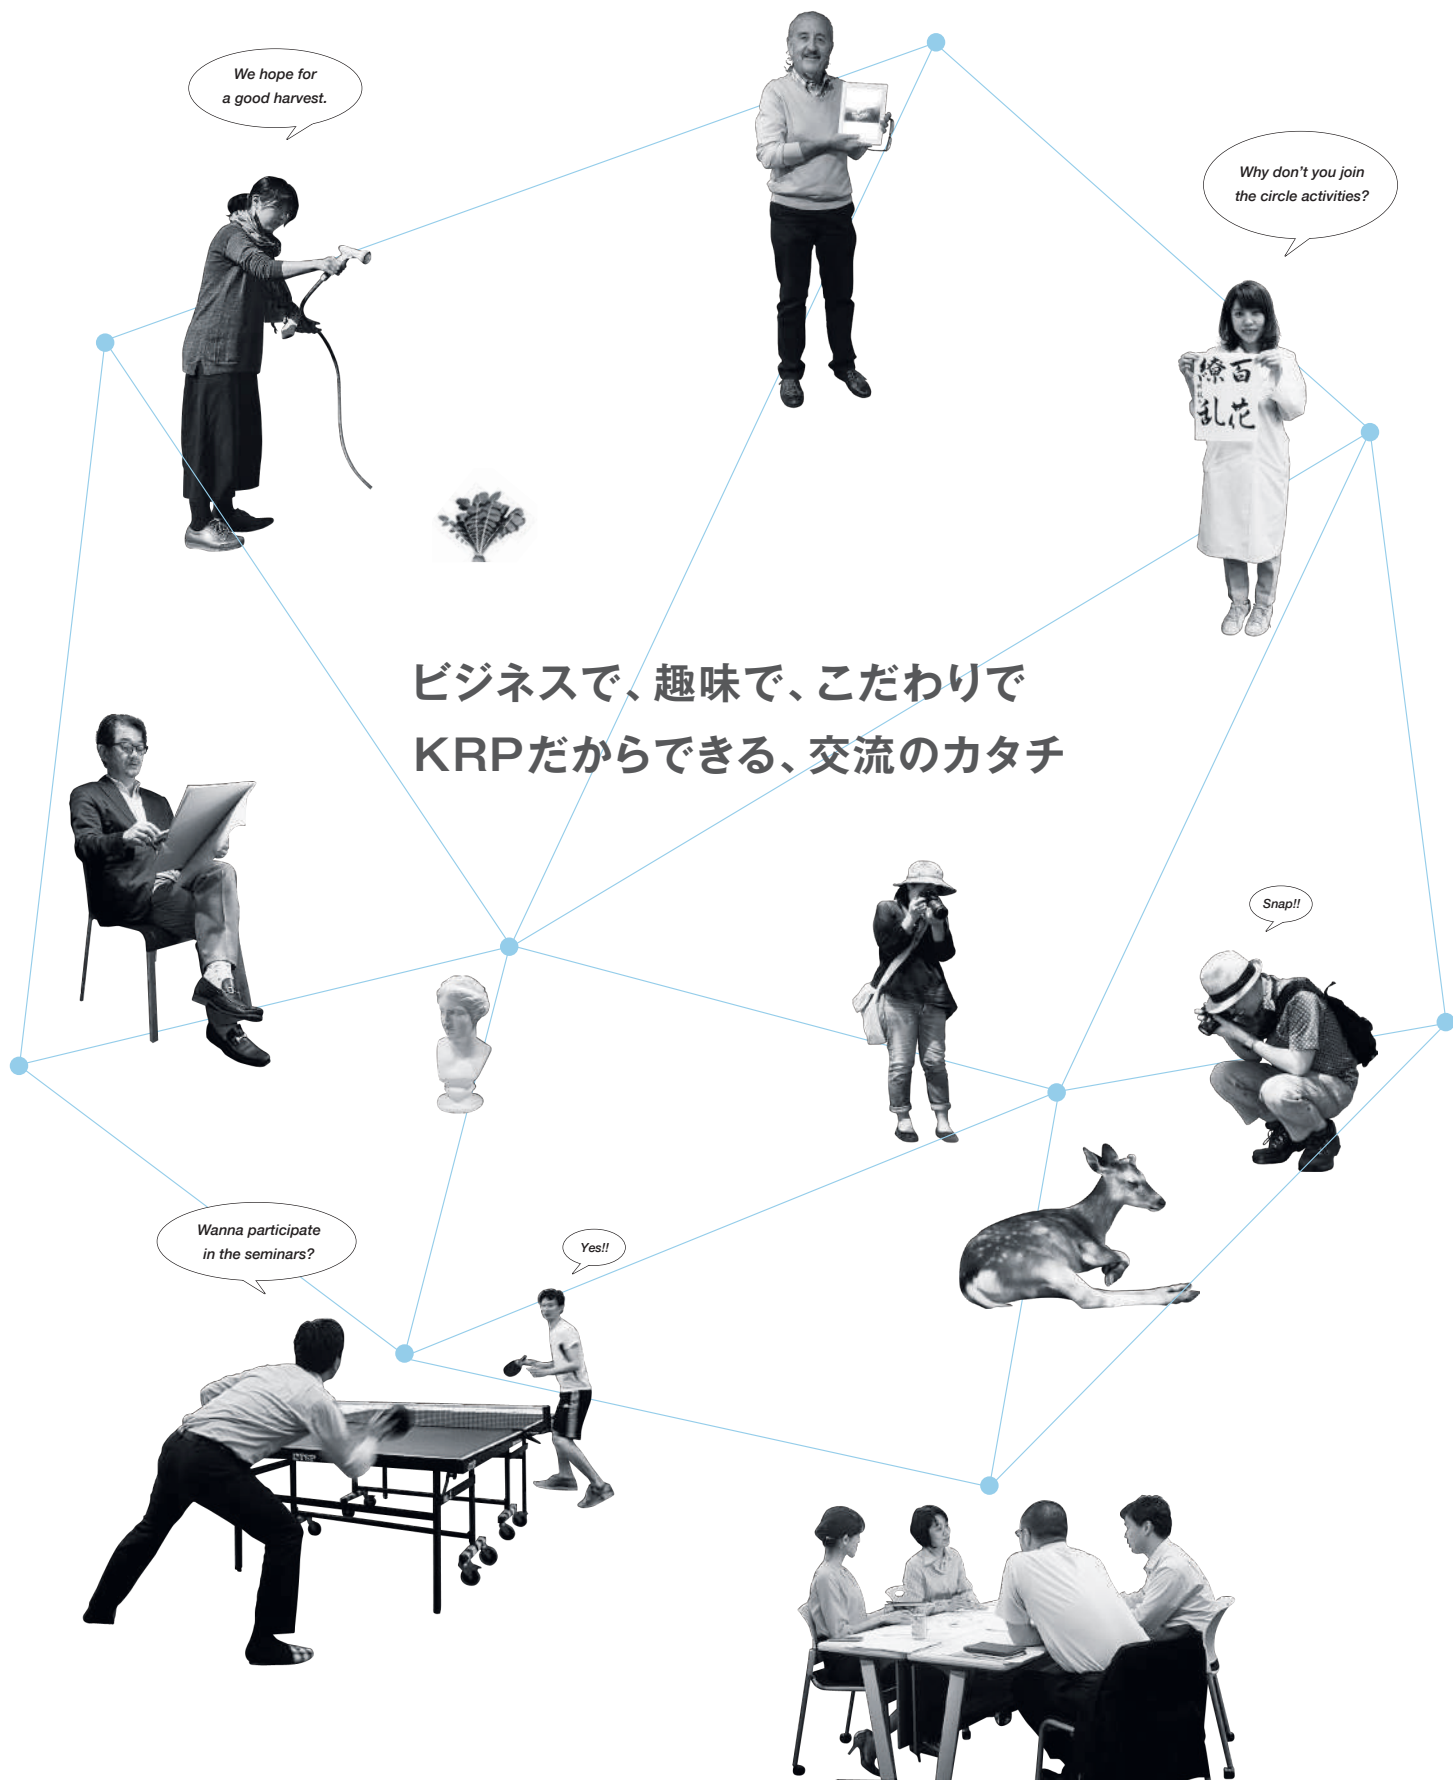 We hope for
a good harvest.
Why don't you join
the circle activities?
百花
繚乱
ビジネスで、趣味で、こだわりで
KRPだからできる、交流のカタチ
Snap!!
Wanna participate
in the seminars?
Yes!!